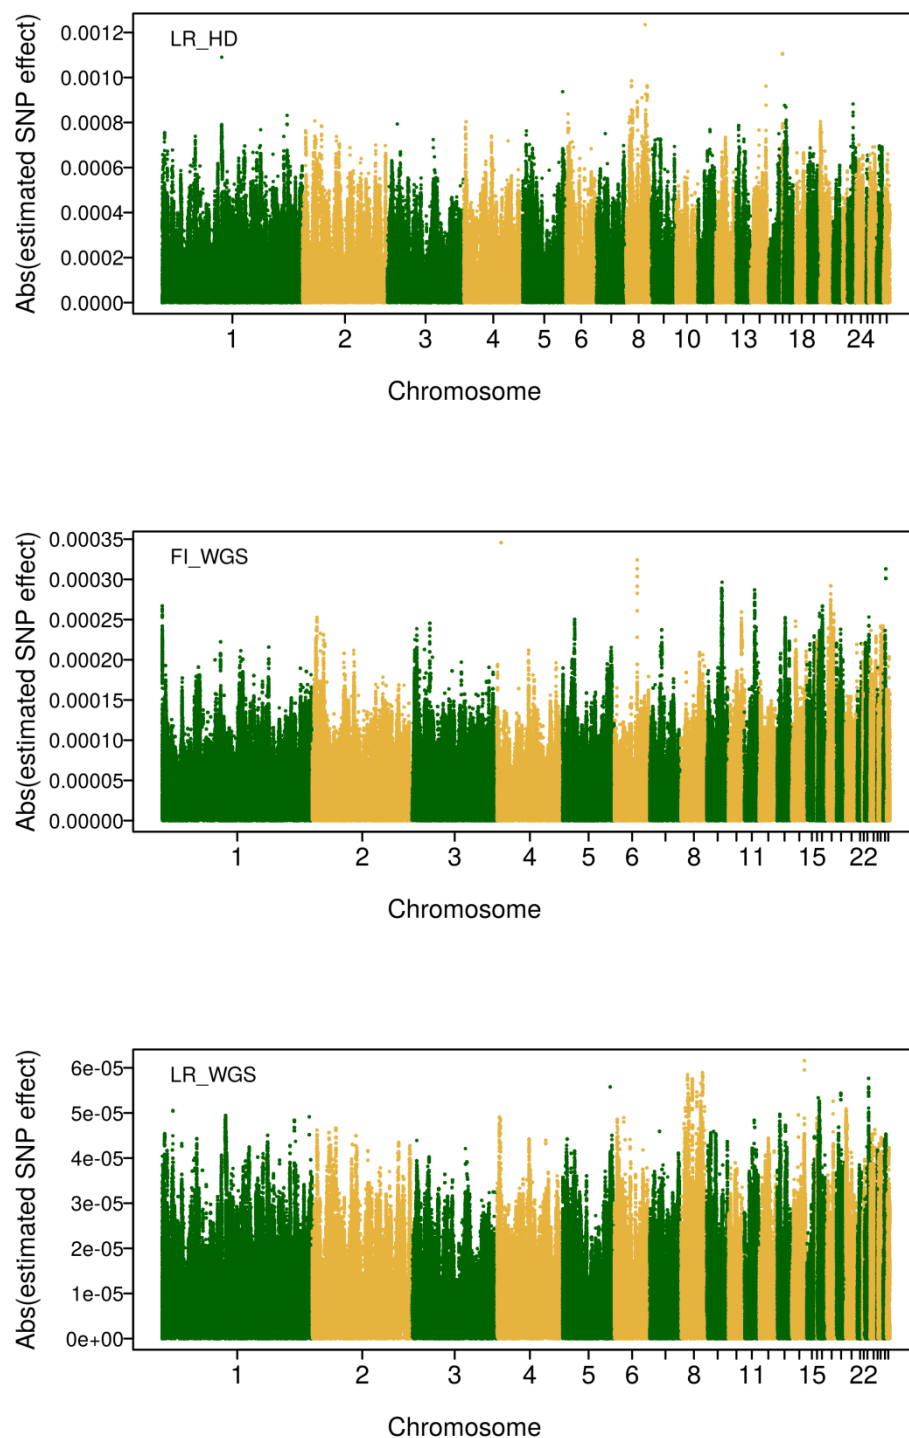 LR_HD
Abs(estimated SNP effect)
0.0012
0.0010
0.0008
0.0006
0.0004
0.0002
0.0000
1 2 3 4 5 6 8 10 13 18 24
Chromosome
FI_WGS
Abs(estimated SNP effect)
0.00035
0.00030
0.00025
0.00020
0.00015
0.00010
0.00005
0.00000
1 2 3 4 5 6 8 11 15 22
Chromosome
LR_WGS
Abs(estimated SNP effect)
6e-05
5e-05
4e-05
3e-05
2e-05
1e-05
0e+00
1 2 3 4 5 6 8 11 15 22
Chromosome